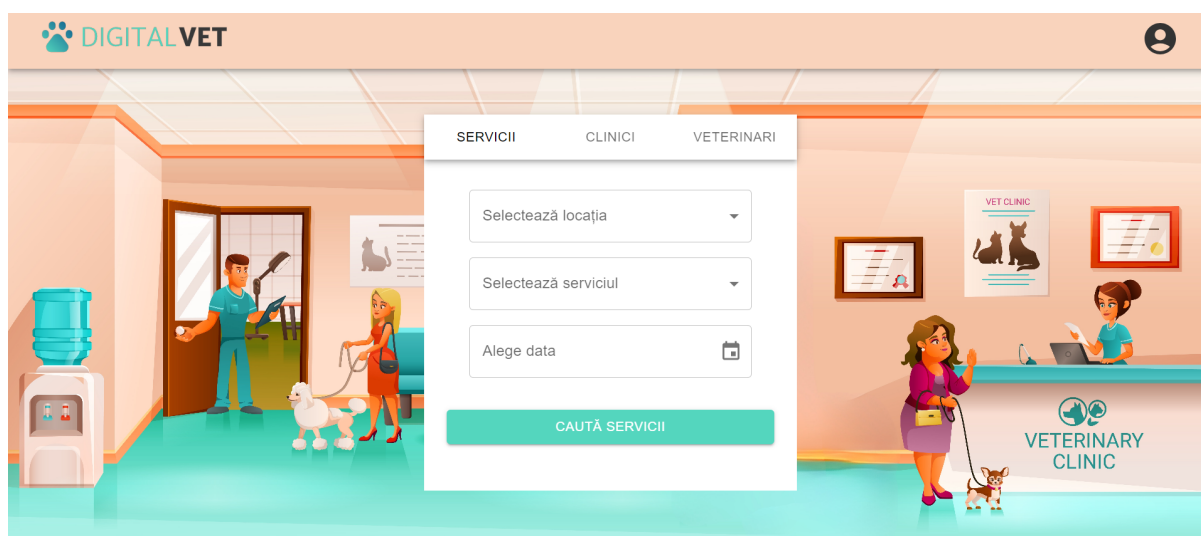 DIGITALVET
SERVICII
CLINICI
VETERINARI
Selectează locația
Selectează serviciul
Alege data
CAUTĂ SERVICII
VET CLINIC
VETERINARY
CLINIC